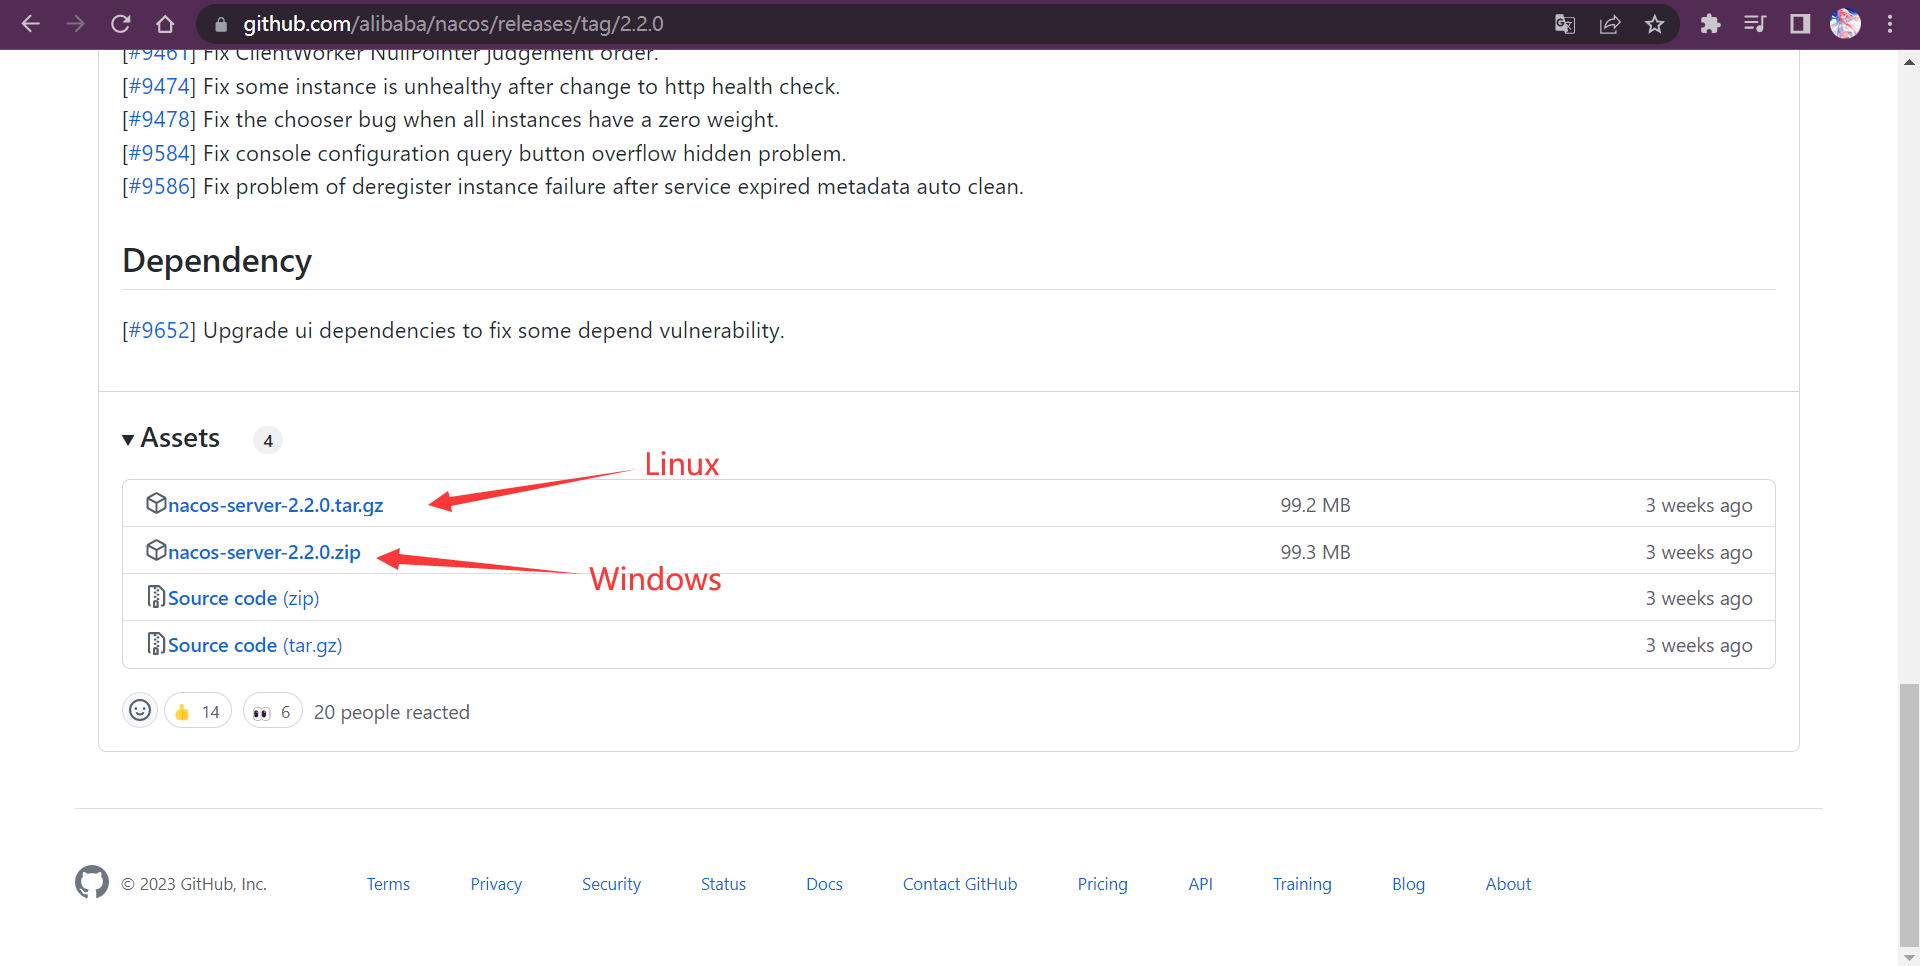 github.com/alibaba/nacos/releases/tag/2.2.0
[#9461] Fix ClientWorker NullPointer judgement order.
[#9474] Fix some instance is unhealthy after change to http health check.
[#9478] Fix the chooser bug when all instances have a zero weight.
[#9584] Fix console configuration query button overflow hidden problem.
[#9586] Fix problem of deregister instance failure after service expired metadata auto clean.
Dependency
[#9652] Upgrade ui dependencies to fix some depend vulnerability.
Assets 4
Linux
nacos-server-2.2.0.tar.gz 99.2 MB 3 weeks ago
nacos-server-2.2.0.zip 99.3 MB 3 weeks ago
Windows
Source code (zip) 3 weeks ago
Source code (tar.gz) 3 weeks ago
14 6 20 people reacted
© 2023 GitHub, Inc. Terms Privacy Security Status Docs Contact GitHub Pricing API Training Blog About